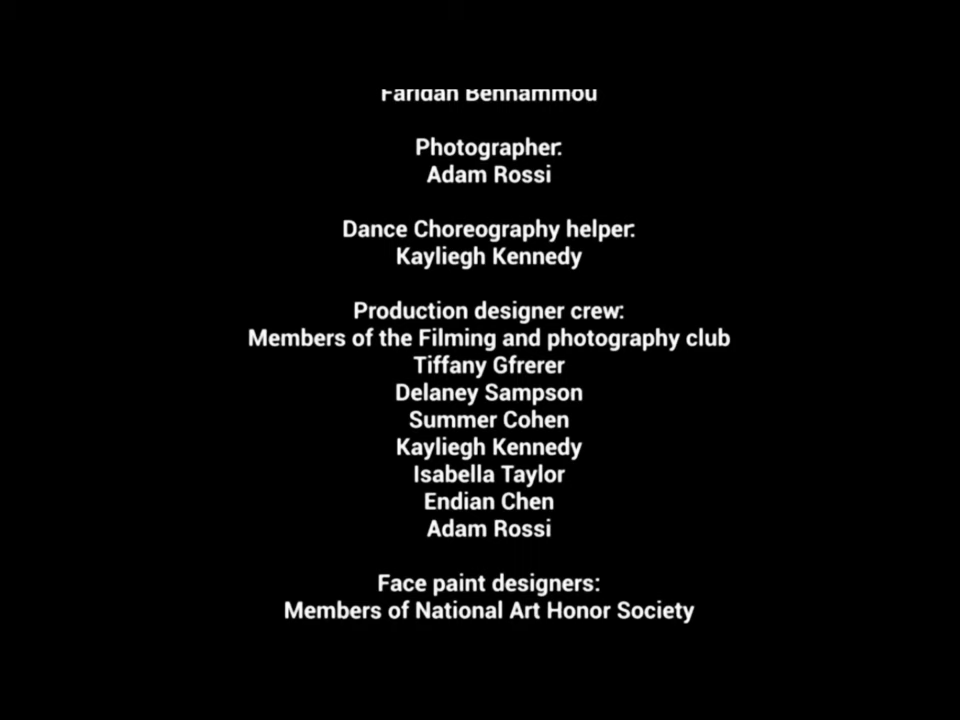 Faridah Benhammou
Photographer:
Adam Rossi
Dance Choreography helper:
Kayliegh Kennedy
Production designer crew:
Members of the Filming and photography club
Tiffany Gfrerer
Delaney Sampson
Summer Cohen
Kayliegh Kennedy
Isabella Taylor
Endian Chen
Adam Rossi
Face paint designers:
Members of National Art Honor Society